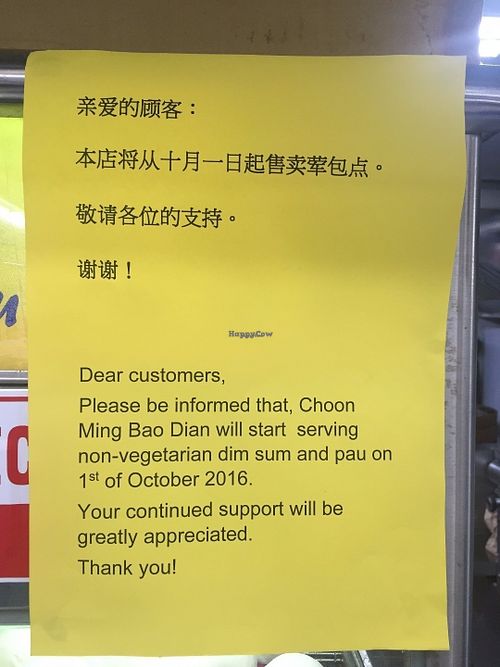 亲爱的顾客：
本店将从十月一日起售卖荤包点。
敬请各位的支持。
谢谢！
HappyCow
Dear customers,
Please be informed that, Choon
Ming Bao Dian will start serving
non-vegetarian dim sum and pau on
1st of October 2016.
Your continued support will be
greatly appreciated.
Thank you!